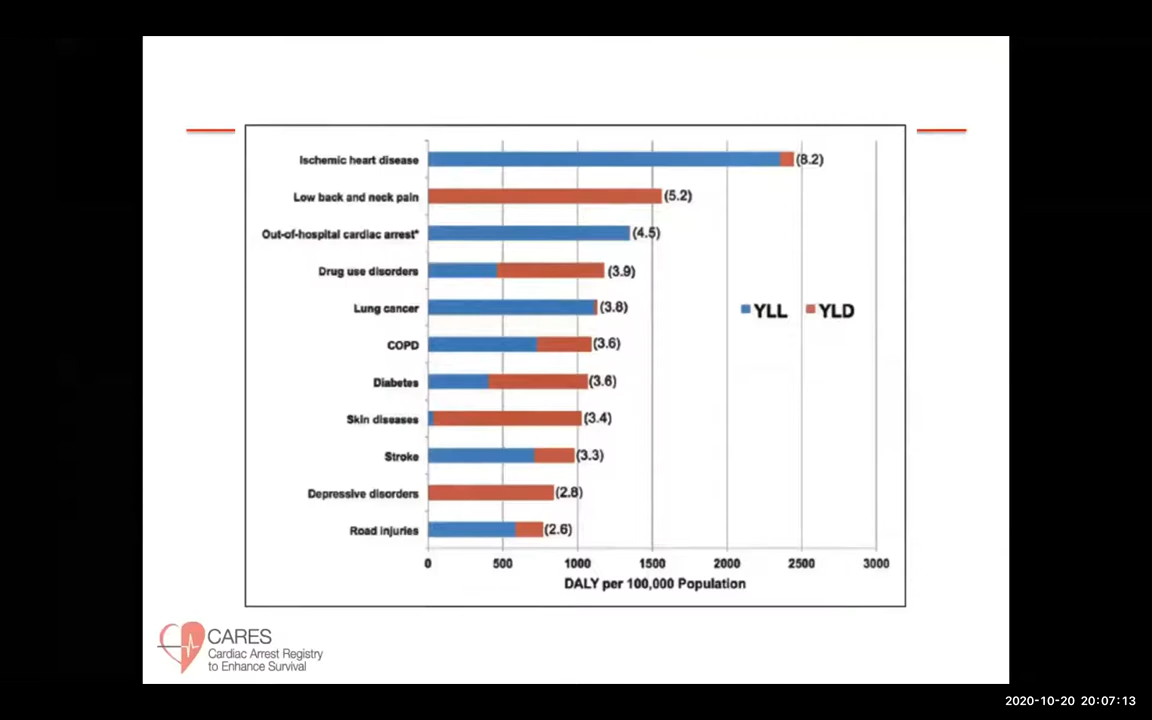 Ischemic heart disease (8.2)
Low back and neck pain (5.2)
Out-of-hospital cardiac arrest* (4.5)
Drug use disorders (3.9)
Lung cancer (3.8)
YLL YLD
COPD (3.6)
Diabetes (3.6)
Skin diseases (3.4)
Stroke (3.3)
Depressive disorders (2.8)
Road injuries (2.6)
0 500 1000 1500 2000 2500 3000
DALY per 100,000 Population
CARES
Cardiac Arrest Registry
to Enhance Survival
2020-10-20 20:07:13